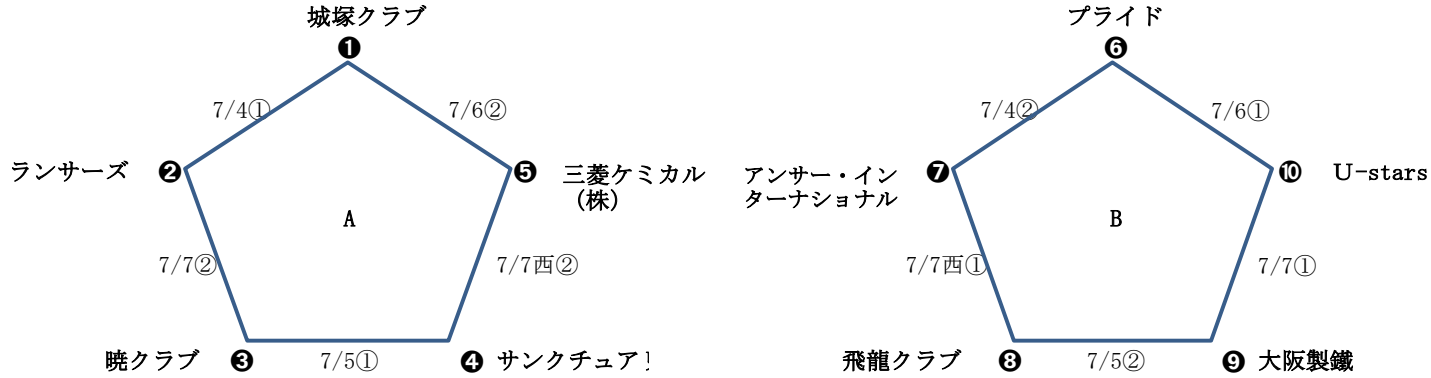 城塚クラブ
❶
7/4①
7/6②
ランサーズ ❷
❺ 三菱ケミカル
(株)
A
7/7②
7/7西②
暁クラブ ❸
7/5①
❹ サンクチュアリ
プライド
❻
7/4②
7/6①
アンサー・イン
ターナショナル
❼
❿ U-stars
B
7/7西①
7/7①
飛龍クラブ ❽
7/5②
❾ 大阪製鐵